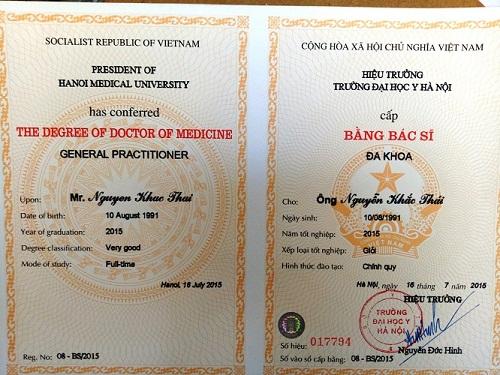 SOCIALIST REPUBLIC OF VIETNAM
PRESIDENT OF
HANOI MEDICAL UNIVERSITY
has conferred
THE DEGREE OF DOCTOR OF MEDICINE
GENERAL PRACTITIONER
Upon: Mr. Nguyen Khac Thai
Date of birth: 10 August 1991
Year of graduation: 2015
Degree classification: Very good
Mode of study: Full-time
Hanoi, 16 July 2015
Reg. No: 08 - BS/2015
CỘNG HÒA XÃ HỘI CHỦ NGHĨA VIỆT NAM
HIỆU TRƯỞNG
TRƯỜNG ĐẠI HỌC Y HÀ NỘI
cấp
BẰNG BÁC SĨ
ĐA KHOA
VIỆT NAM
Cho: Ông Nguyễn Khắc Thái
Ngày sinh: 10/08/1991
Năm tốt nghiệp: 2015
Xếp loại tốt nghiệp: Giỏi
Hình thức đào tạo: Chính quy
Hà Nội, ngày 16 tháng 7 năm 2015
HIỆU TRƯỞNG
TRƯỜNG
ĐẠI HỌC Y
HÀ NỘI
Nguyễn Đức Hinh
Số hiệu: 017794
Số vào sổ cấp bằng: 08 - BS/2015